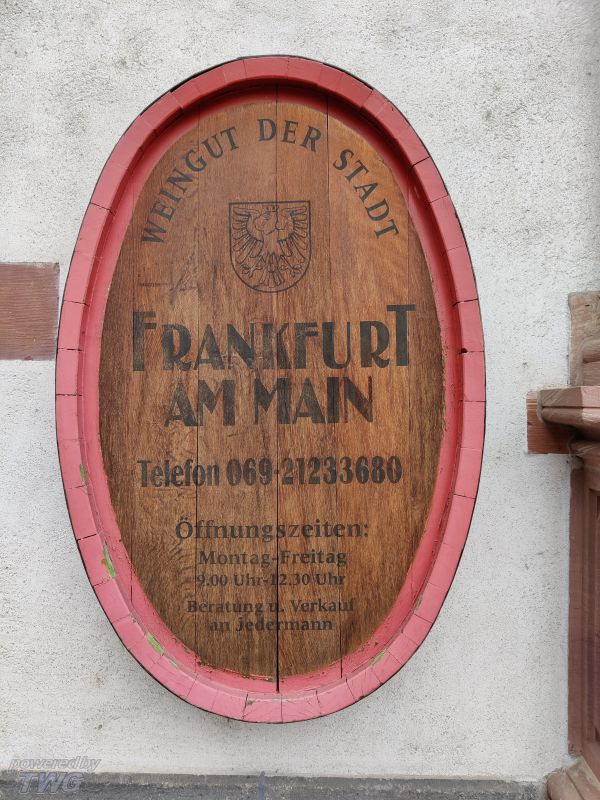 WEINGUT DER STADT
FRANKFURT
AM MAIN
Telefon 069-21233680
Öffnungszeiten:
Montag-Freitag
9.00 Uhr-12.30 Uhr
Beratung u. Verkauf
an Jedermann
powered by
TWG